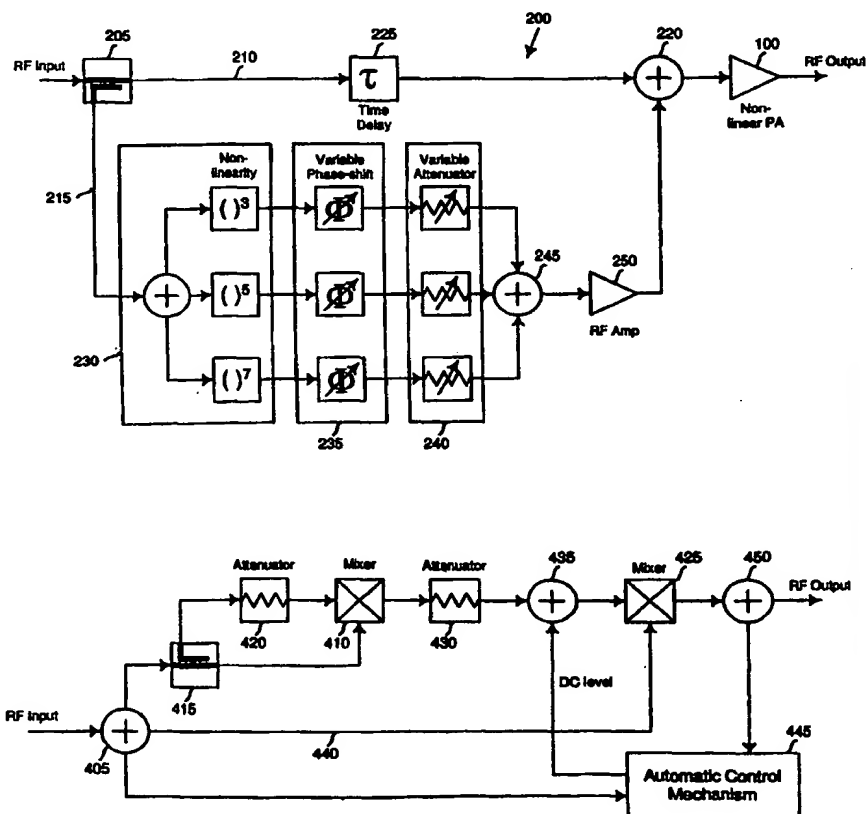 205
225
200
220
100
RF Input
210
τ
RF Output
Time
Delay
Non-
linear PA
215
Non-
linearity
Variable
Phase-shift
Variable
Attenuator
( )³
Φ
245
250
( )⁵
Φ
RF Amp
230
( )⁷
Φ
235
240
Attenuator
Mixer
Attenuator
435
Mixer
425
450
RF Output
420
410
430
415
DC level
RF Input
440
445
405
Automatic Control
Mechanism